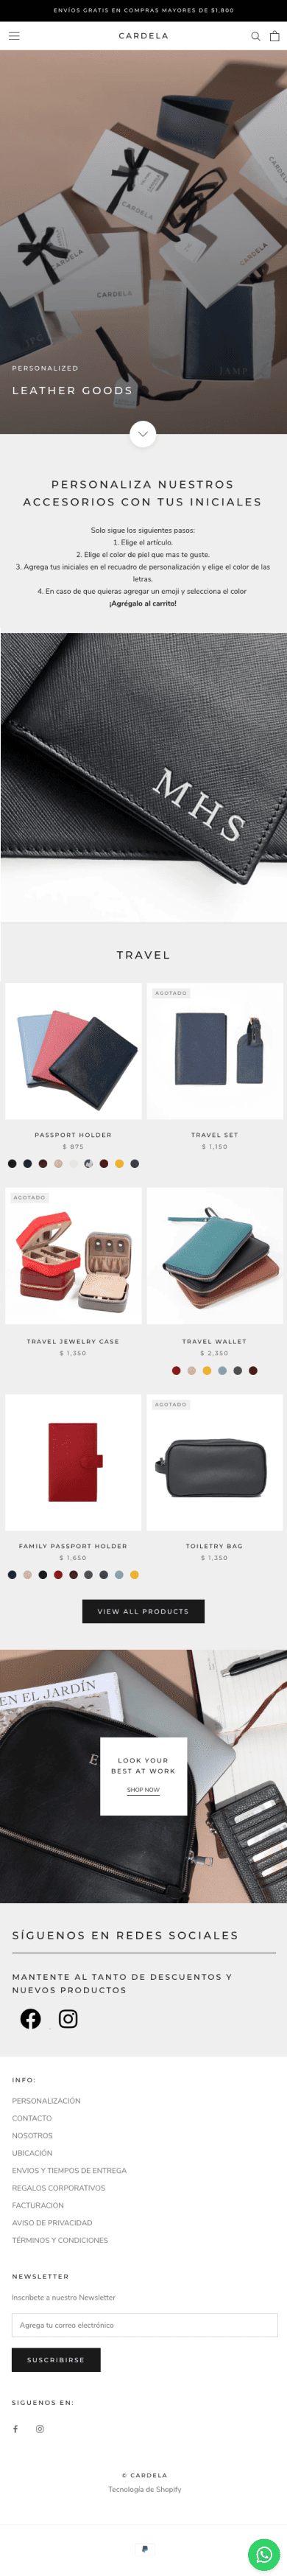 ENVÍOS GRATIS EN COMPRAS MAYORES DE $1,800
CARDELA
CARDELA
CARDELA
CARDELA
JPC
JAMP
PERSONALIZED
LEATHER GOODS
PERSONALIZA NUESTROS
ACCESORIOS CON TUS INICIALES
Solo sigue los siguientes pasos:
1. Elige el artículo.
2. Elige el color de piel que mas te guste.
3. Agrega tus iniciales en el recuadro de personalización y elige el color de las
letras.
4. En caso de que quieras agregar un emoji y selecciona el color
¡Agrégalo al carrito!
MHS
TRAVEL
AGOTADO
PASSPORT HOLDER
$ 875
TRAVEL SET
$ 1,150
AGOTADO
TRAVEL JEWELRY CASE
$ 1,350
TRAVEL WALLET
$ 2,350
AGOTADO
FAMILY PASSPORT HOLDER
$ 1,650
TOILETRY BAG
$ 1,350
VIEW ALL PRODUCTS
EN EL JARDÍN
LOOK YOUR
BEST AT WORK
SHOP NOW
SÍGUENOS EN REDES SOCIALES
MANTENTE AL TANTO DE DESCUENTOS Y
NUEVOS PRODUCTOS
INFO:
PERSONALIZACIÓN
CONTACTO
NOSOTROS
UBICACIÓN
ENVIOS Y TIEMPOS DE ENTREGA
REGALOS CORPORATIVOS
FACTURACION
AVISO DE PRIVACIDAD
TÉRMINOS Y CONDICIONES
NEWSLETTER
Inscríbete a nuestro Newsletter
Agrega tu correo electrónico
SUSCRIBIRSE
SIGUENOS EN:
© CARDELA
Tecnología de Shopify